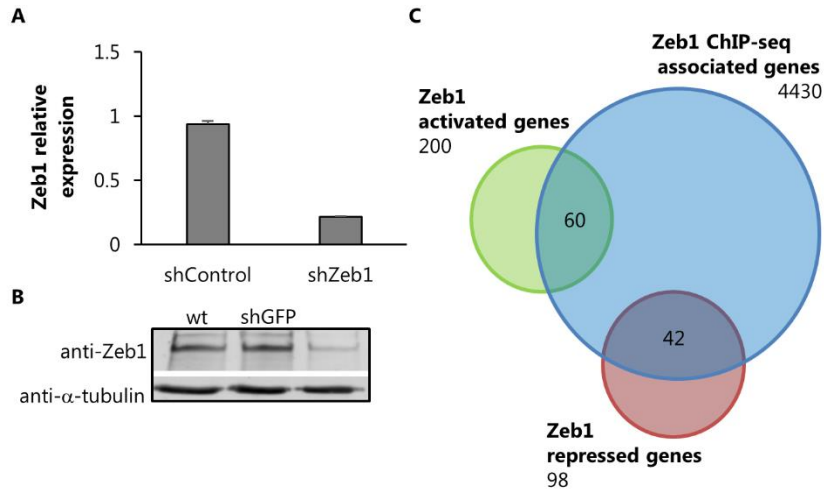 A
1.5
1
0.5
0
Zeb1 relative
expression
shControl
shZeb1
B
wt
shGFP
anti-Zeb1
anti-α-tubulin
C
Zeb1 ChIP-seq
associated genes
4430
Zeb1
activated genes
200
60
42
Zeb1
repressed genes
98